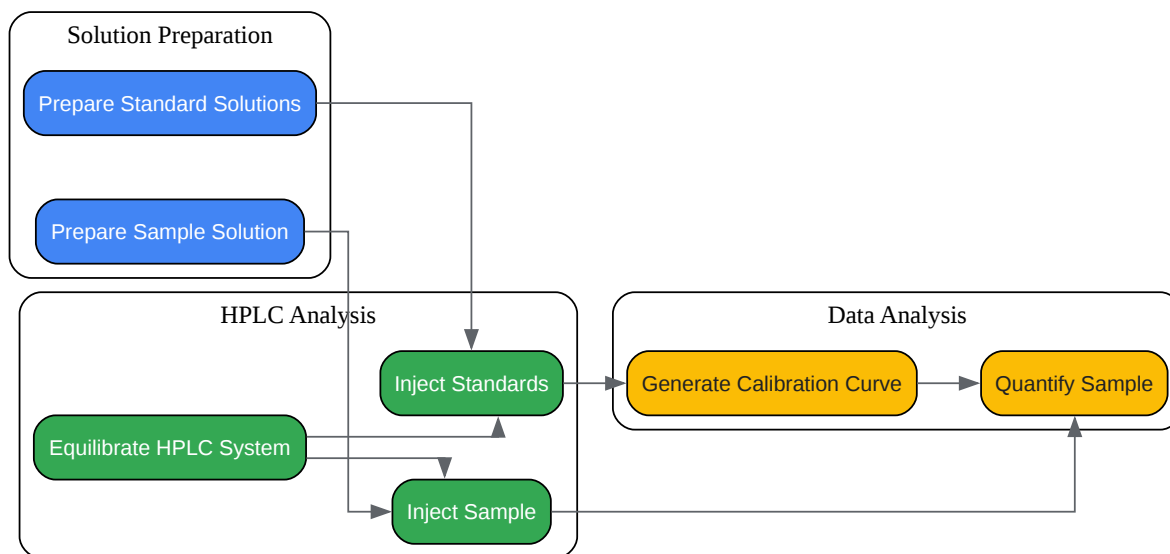 Solution Preparation
Prepare Standard Solutions
Prepare Sample Solution
HPLC Analysis
Inject Standards
Equilibrate HPLC System
Inject Sample
Data Analysis
Generate Calibration Curve
Quantify Sample